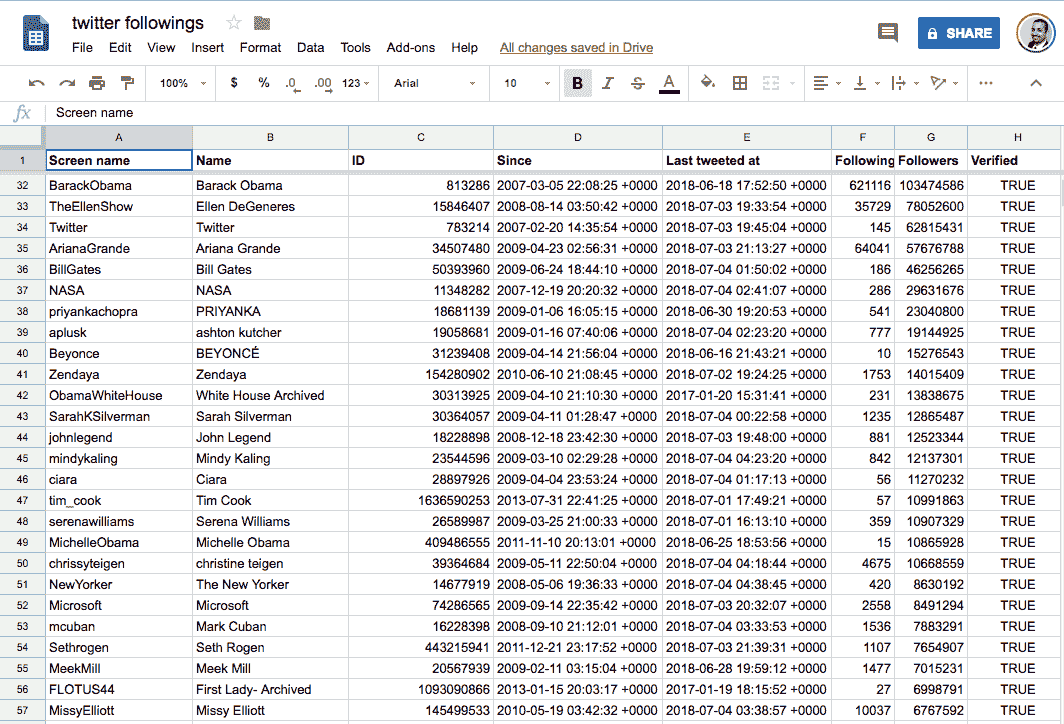 twitter followings
File Edit View Insert Format Data Tools Add-ons Help All changes saved in Drive
SHARE
100% $ % .0 .00 123 Arial 10 B I S A
fx Screen name
A B C D E F G H
1 Screen name Name ID Since Last tweeted at Following Followers Verified
32 BarackObama Barack Obama 813286 2007-03-05 22:08:25 +0000 2018-06-18 17:52:50 +0000 621116 103474586 TRUE
33 TheEllenShow Ellen DeGeneres 15846407 2008-08-14 03:50:42 +0000 2018-07-03 19:33:54 +0000 35729 78052600 TRUE
34 Twitter Twitter 783214 2007-02-20 14:35:54 +0000 2018-07-03 19:45:04 +0000 145 62815431 TRUE
35 ArianaGrande Ariana Grande 34507480 2009-04-23 02:56:31 +0000 2018-07-03 21:13:27 +0000 64041 57676788 TRUE
36 BillGates Bill Gates 50393960 2009-06-24 18:44:10 +0000 2018-07-04 01:50:02 +0000 186 46256265 TRUE
37 NASA NASA 11348282 2007-12-19 20:20:32 +0000 2018-07-04 02:41:07 +0000 286 29631676 TRUE
38 priyankachopra PRIYANKA 18681139 2009-01-06 16:05:15 +0000 2018-06-30 19:20:53 +0000 541 23040800 TRUE
39 aplusk ashton kutcher 19058681 2009-01-16 07:40:06 +0000 2018-07-04 02:23:20 +0000 777 19144925 TRUE
40 Beyonce BEYONCÉ 31239408 2009-04-14 21:56:04 +0000 2018-06-16 21:43:21 +0000 10 15276543 TRUE
41 Zendaya Zendaya 154280902 2010-06-10 21:08:45 +0000 2018-07-02 19:24:25 +0000 1753 14015409 TRUE
42 ObamaWhiteHouse White House Archived 30313925 2009-04-10 21:10:30 +0000 2017-01-20 15:31:41 +0000 231 13838675 TRUE
43 SarahKSilverman Sarah Silverman 30364057 2009-04-11 01:28:47 +0000 2018-07-04 00:22:58 +0000 1235 12865487 TRUE
44 johnlegend John Legend 18228898 2008-12-18 23:42:30 +0000 2018-07-03 19:48:00 +0000 881 12523344 TRUE
45 mindykaling Mindy Kaling 23544596 2009-03-10 02:29:28 +0000 2018-07-04 04:23:20 +0000 842 12137301 TRUE
46 ciara Ciara 28897926 2009-04-04 23:53:24 +0000 2018-07-04 01:17:13 +0000 56 11270232 TRUE
47 tim_cook Tim Cook 1636590253 2013-07-31 22:41:25 +0000 2018-07-01 17:49:21 +0000 57 10991863 TRUE
48 serenawilliams Serena Williams 26589987 2009-03-25 21:00:33 +0000 2018-07-01 16:13:10 +0000 359 10907329 TRUE
49 MichelleObama Michelle Obama 409486555 2011-11-10 20:13:01 +0000 2018-06-25 18:53:56 +0000 15 10865928 TRUE
50 chrissyteigen christine teigen 39364684 2009-05-11 22:50:04 +0000 2018-07-04 04:18:44 +0000 4675 10668559 TRUE
51 NewYorker The New Yorker 14677919 2008-05-06 19:36:33 +0000 2018-07-04 04:38:45 +0000 420 8630192 TRUE
52 Microsoft Microsoft 74286565 2009-09-14 22:35:42 +0000 2018-07-03 20:32:07 +0000 2558 8491294 TRUE
53 mcuban Mark Cuban 16228398 2008-09-10 21:12:01 +0000 2018-07-04 03:33:53 +0000 1536 7883291 TRUE
54 Sethrogen Seth Rogen 443215941 2011-12-21 23:17:52 +0000 2018-07-03 21:39:31 +0000 1107 7654907 TRUE
55 MeekMill Meek Mill 20567939 2009-02-11 03:15:04 +0000 2018-06-28 19:59:12 +0000 1477 7015231 TRUE
56 FLOTUS44 First Lady- Archived 1093090866 2013-01-15 20:03:17 +0000 2017-01-19 18:15:52 +0000 27 6998791 TRUE
57 MissyElliott Missy Elliott 145499533 2010-05-19 03:42:32 +0000 2018-07-04 03:38:57 +0000 10037 6767592 TRUE